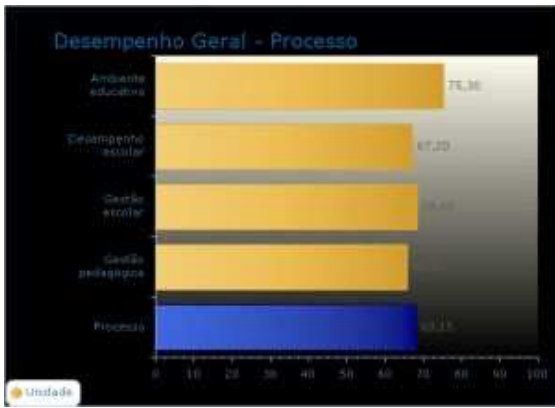 Desempenho Geral - Processo
Ambiente
educativo
75,30
Desempenho
escolar
67,20
Gestão
escolar
Gestão
pedagógica
Processo
0 10 20 30 40 50 60 70 80 90 100
Unidade